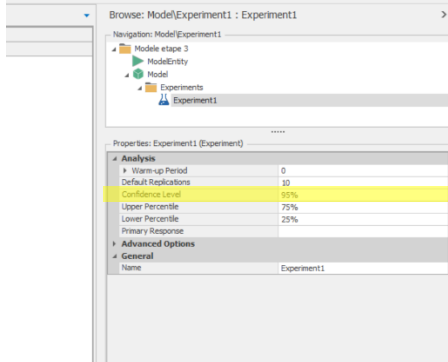 Browse: Model\Experiment1 : Experiment1
Navigation: Model\Experiment1
Modele etape 3
ModelEntity
Model
Experiments
Experiment1
Properties: Experiment1 (Experiment)
Analysis
Warm-up Period 0
Default Replications 10
Confidence Level 95%
Upper Percentile 75%
Lower Percentile 25%
Primary Response
Advanced Options
General
Name Experiment1